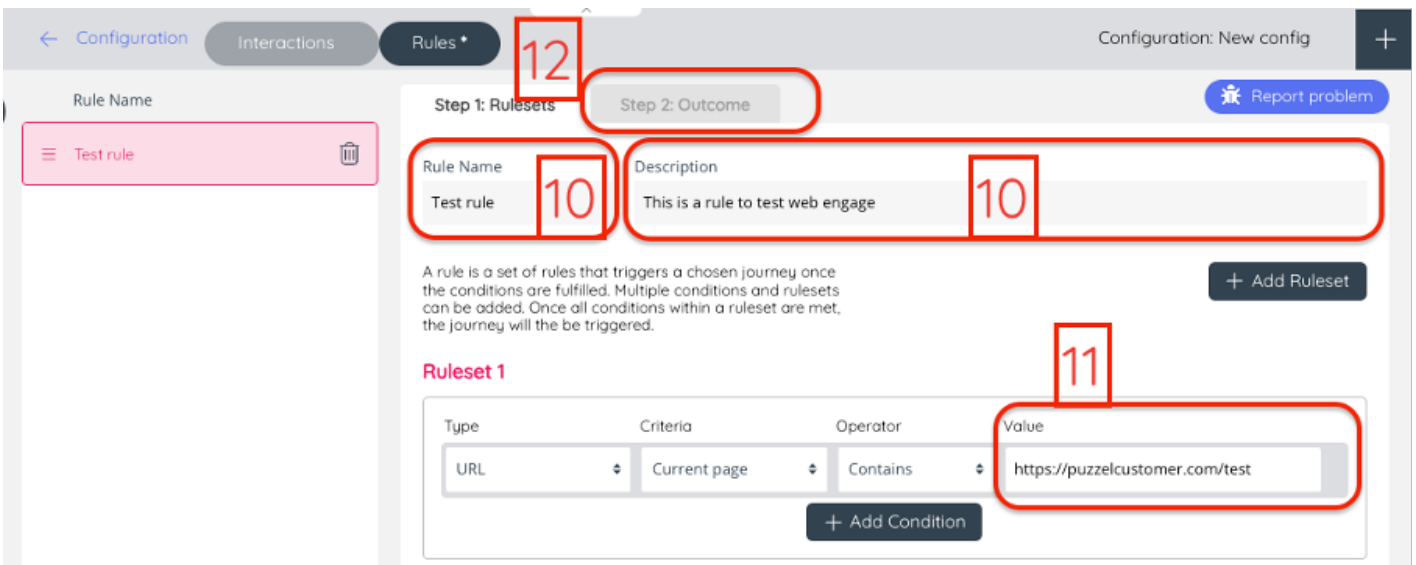 ← Configuration Interactions Rules * 12 Configuration: New config +
Rule Name
Step 1: Rulesets Step 2: Outcome Report problem
Test rule
Rule Name Description
Test rule 10 This is a rule to test web engage 10
A rule is a set of rules that triggers a chosen journey once
the conditions are fulfilled. Multiple conditions and rulesets
can be added. Once all conditions within a ruleset are met,
the journey will the be triggered.
+ Add Ruleset
11
Ruleset 1
Type Criteria Operator Value
URL Current page Contains https://puzzelcustomer.com/test
+ Add Condition